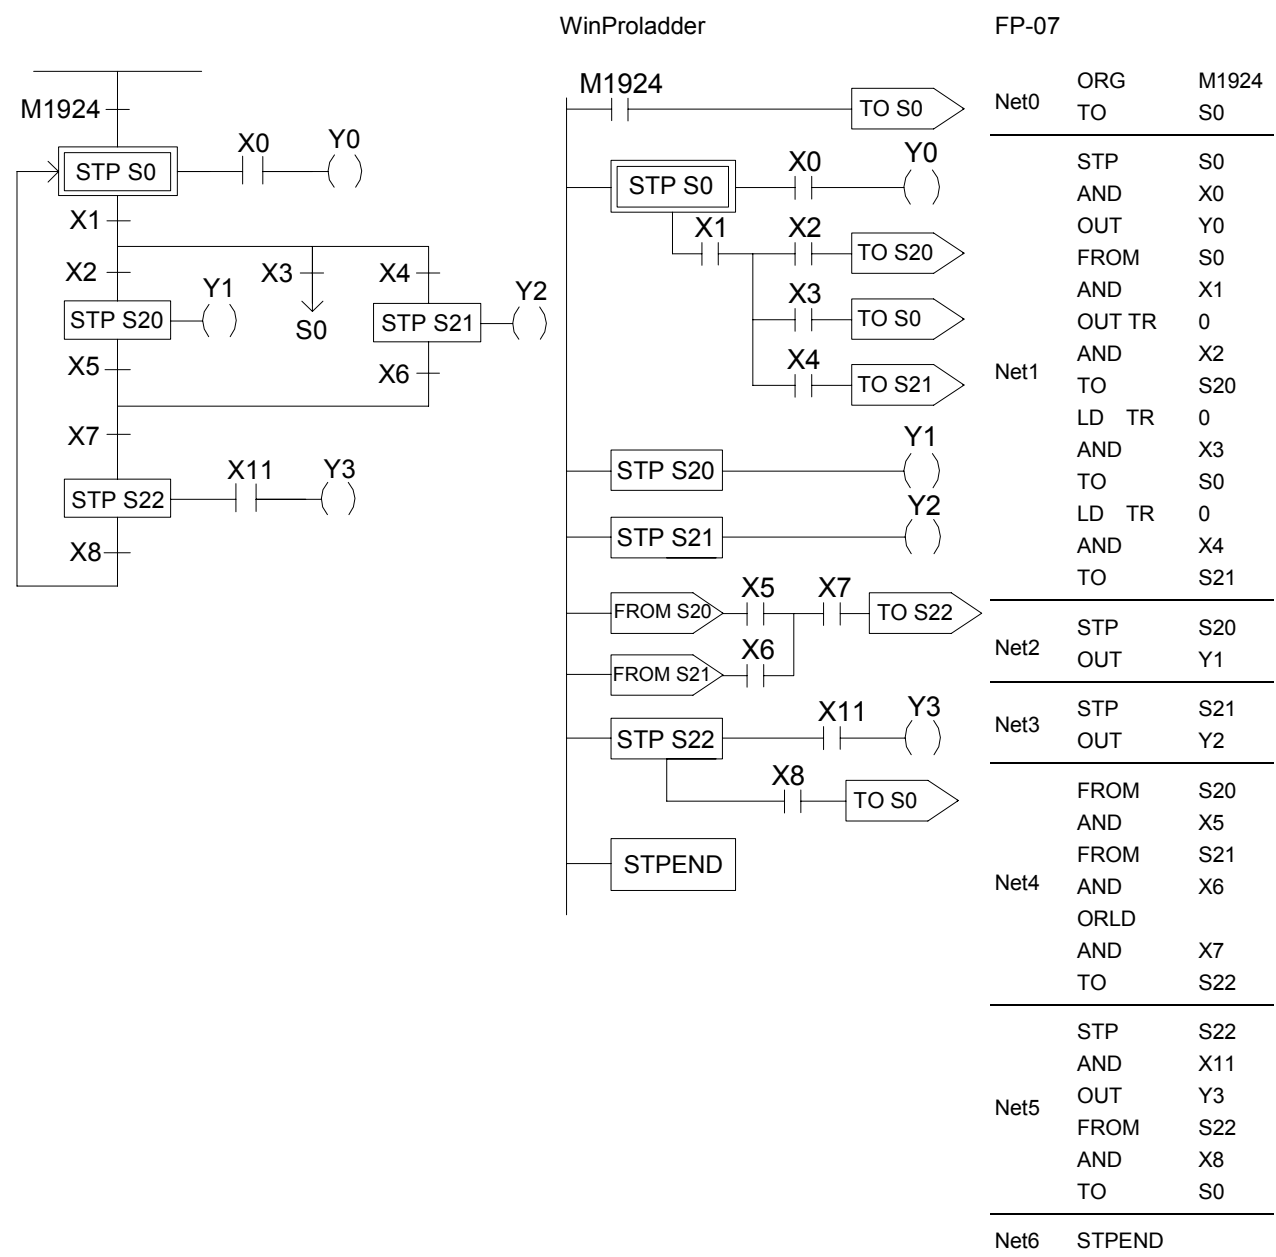 WinProladder
FP-07
M1924
STP S0
X0
Y0
X1
X2
X3
X4
STP S20
Y1
S0
STP S21
Y2
X5
X6
X7
STP S22
X11
Y3
X8
M1924
TO S0
STP S0
X0
Y0
X1
X2
TO S20
X3
TO S0
X4
TO S21
STP S20
Y1
STP S21
Y2
FROM S20
X5
X7
TO S22
FROM S21
X6
STP S22
X11
Y3
X8
TO S0
STPEND
Net0
ORG M1924
TO S0
Net1
STP S0
AND X0
OUT Y0
FROM S0
AND X1
OUT TR 0
AND X2
TO S20
LD TR 0
AND X3
TO S0
LD TR 0
AND X4
TO S21
Net2
STP S20
OUT Y1
Net3
STP S21
OUT Y2
Net4
FROM S20
AND X5
FROM S21
AND X6
ORLD
AND X7
TO S22
Net5
STP S22
AND X11
OUT Y3
FROM S22
AND X8
TO S0
Net6 STPEND